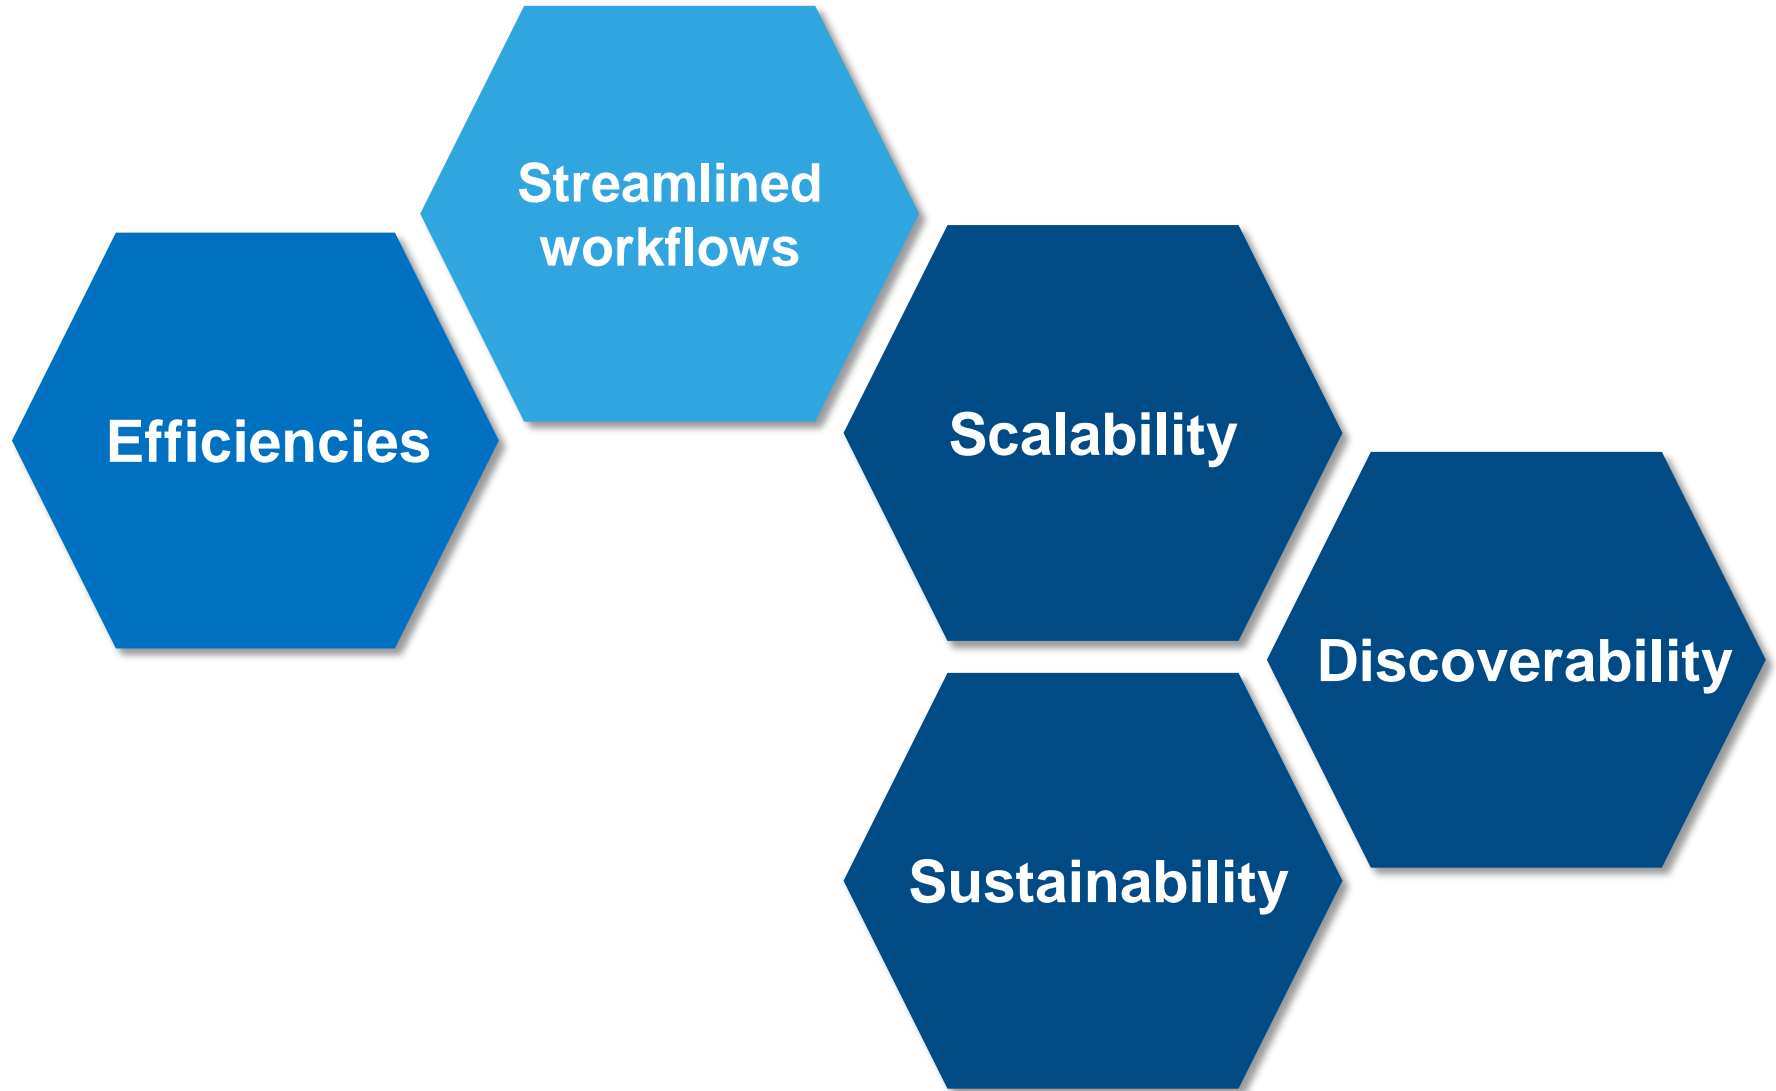 Streamlined
workflows
Efficiencies
Scalability
Discoverability
Sustainability